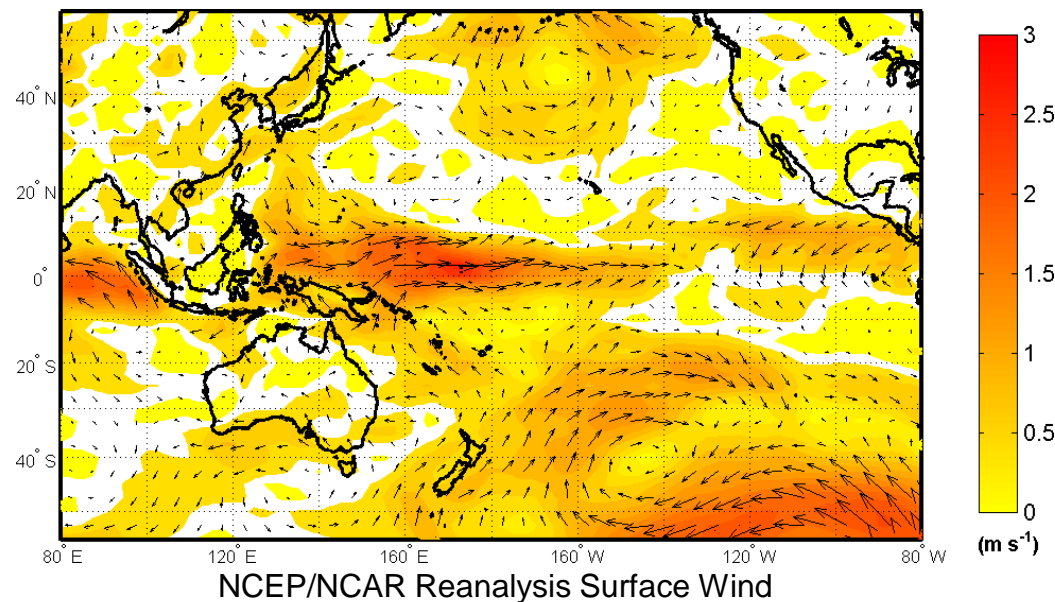 3
2.5
2
1.5
1
0.5
0
(m s⁻¹)
40° N
20° N
0°
20° S
40° S
80° E
120° E
160° E
160° W
120° W
80° W
NCEP/NCAR Reanalysis Surface Wind